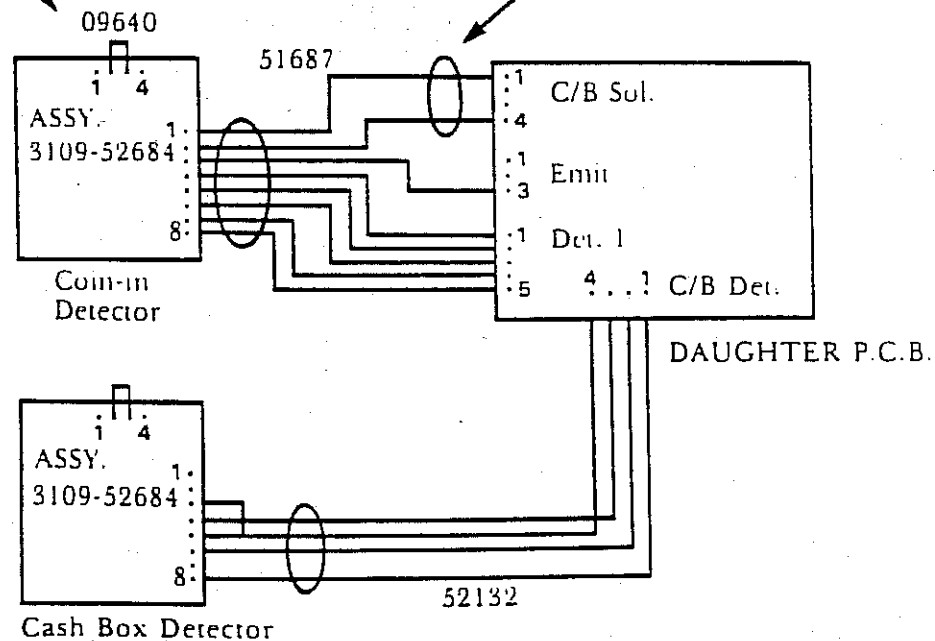 09640
1 4
ASSY.
3109-52684
1
8
Coin-in
Detector
51687
1
C/B Sol.
4
1
Emit
3
1
Det. 1
5
4 1 C/B Det.
DAUGHTER P.C.B.
1 4
ASSY.
3109-52684
1
8
52132
Cash Box Detector